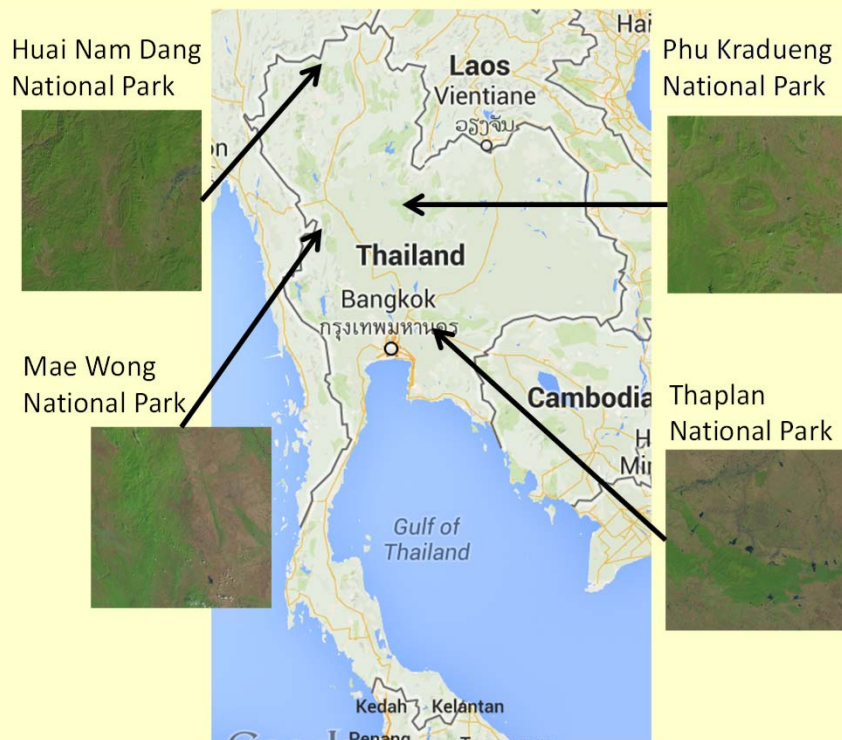 Huai Nam Dang
National Park
Phu Kradueng
National Park
Laos
Vientiane
ວຽງຈັນ
Thailand
Bangkok
กรุงเทพมหานคร
Mae Wong
National Park
Cambodia
Thaplan
National Park
Gulf of
Thailand
Kedah
Kelantan
Penang